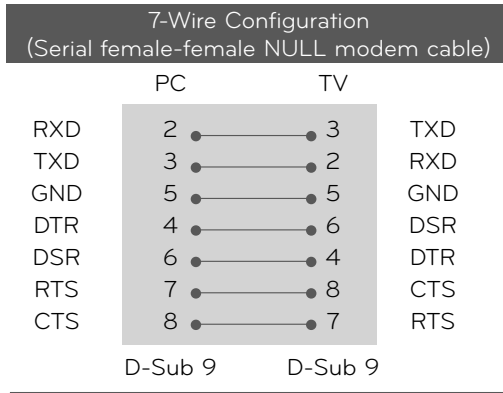 7-Wire Configuration
(Serial female-female NULL modem cable)
PC TV
RXD 2 3 TXD
TXD 3 2 RXD
GND 5 5 GND
DTR 4 6 DSR
DSR 6 4 DTR
RTS 7 8 CTS
CTS 8 7 RTS
D-Sub 9 D-Sub 9